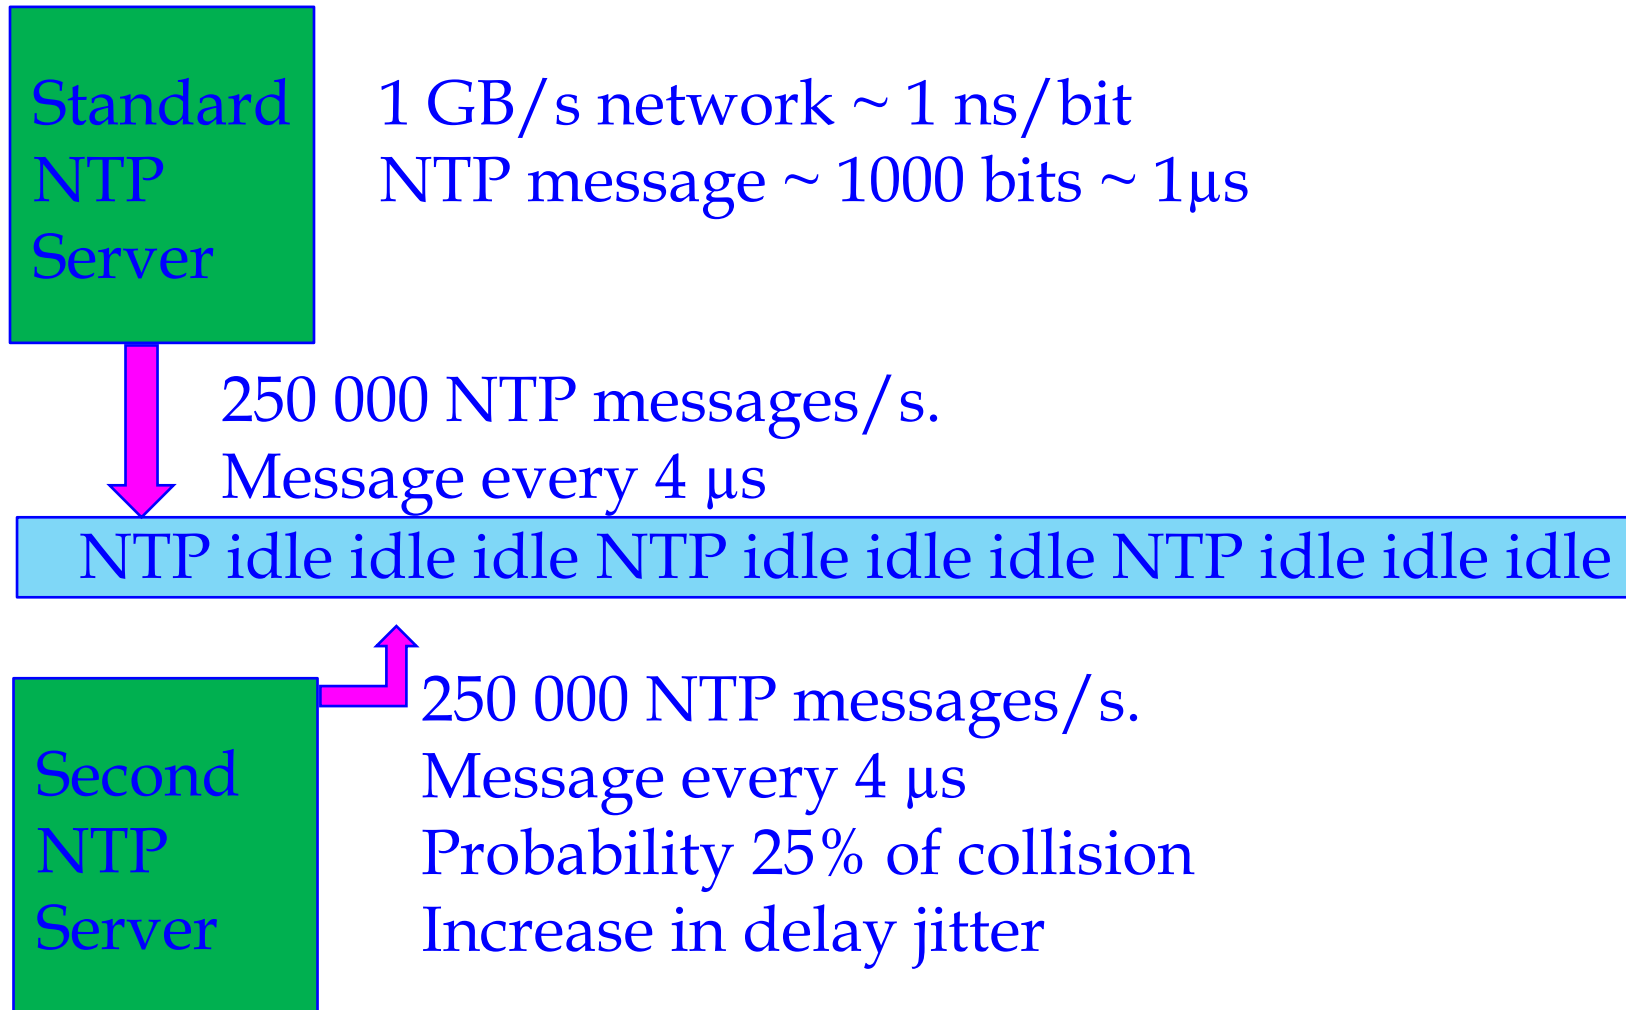 Standard
NTP
Server
1 GB/s network ~ 1 ns/bit
NTP message ~ 1000 bits ~ 1µs
250 000 NTP messages/s.
Message every 4 µs
NTP idle idle idle NTP idle idle idle NTP idle idle idle
Second
NTP
Server
250 000 NTP messages/s.
Message every 4 µs
Probability 25% of collision
Increase in delay jitter